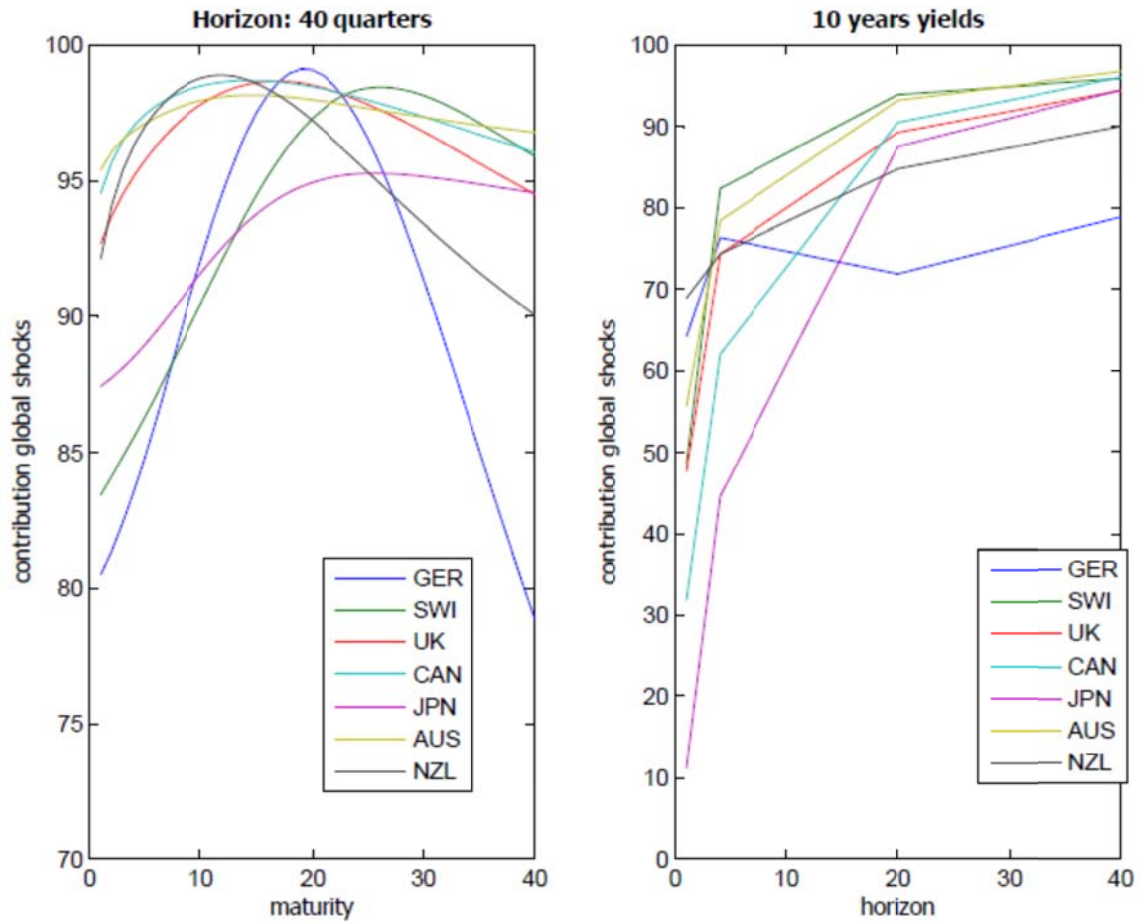 Horizon: 40 quarters
100
95
90
85
80
75
70
0
10
20
30
40
contribution global shocks
maturity
GER
SWI
UK
CAN
JPN
AUS
NZL
10 years yields
100
90
80
70
60
50
40
30
20
10
0
0
10
20
30
40
contribution global shocks
horizon
GER
SWI
UK
CAN
JPN
AUS
NZL